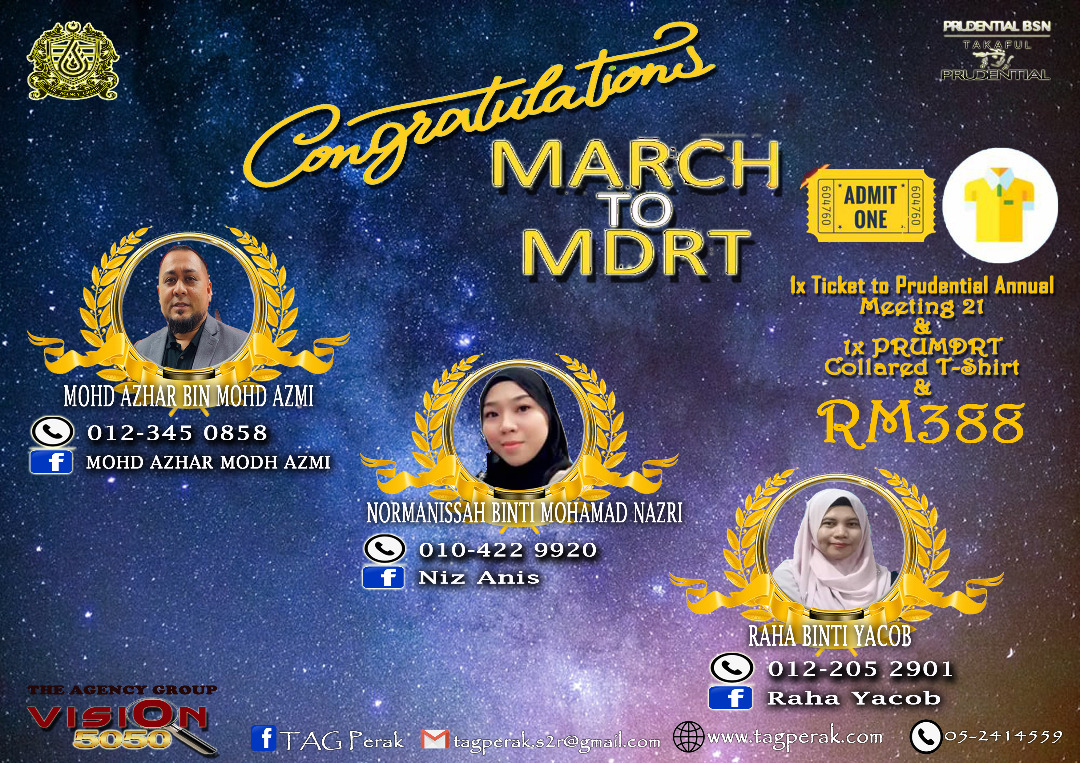 THE AGENCY GROUP
PRUDENTIAL BSN
TAKAFUL
PRUDENTIAL
Congratulations
MARCH
TO
MDRT
604760
ADMIT
ONE
604760
1x Ticket to Prudential Annual
Meeting 21
&
1x PRUMDRT
Collared T-Shirt
&
RM388
MOHD AZHAR BIN MOHD AZMI
012-345 0858
f MOHD AZHAR MODH AZMI
NORMANISSAH BINTI MOHAMAD NAZRI
010-422 9920
f Niz Anis
RAHA BINTI YACOB
012-205 2901
f Raha Yacob
THE AGENCY GROUP
VISION
5050
f TAG Perak tagperak.s2r@gmail.com www.tagperak.com 05-2414559